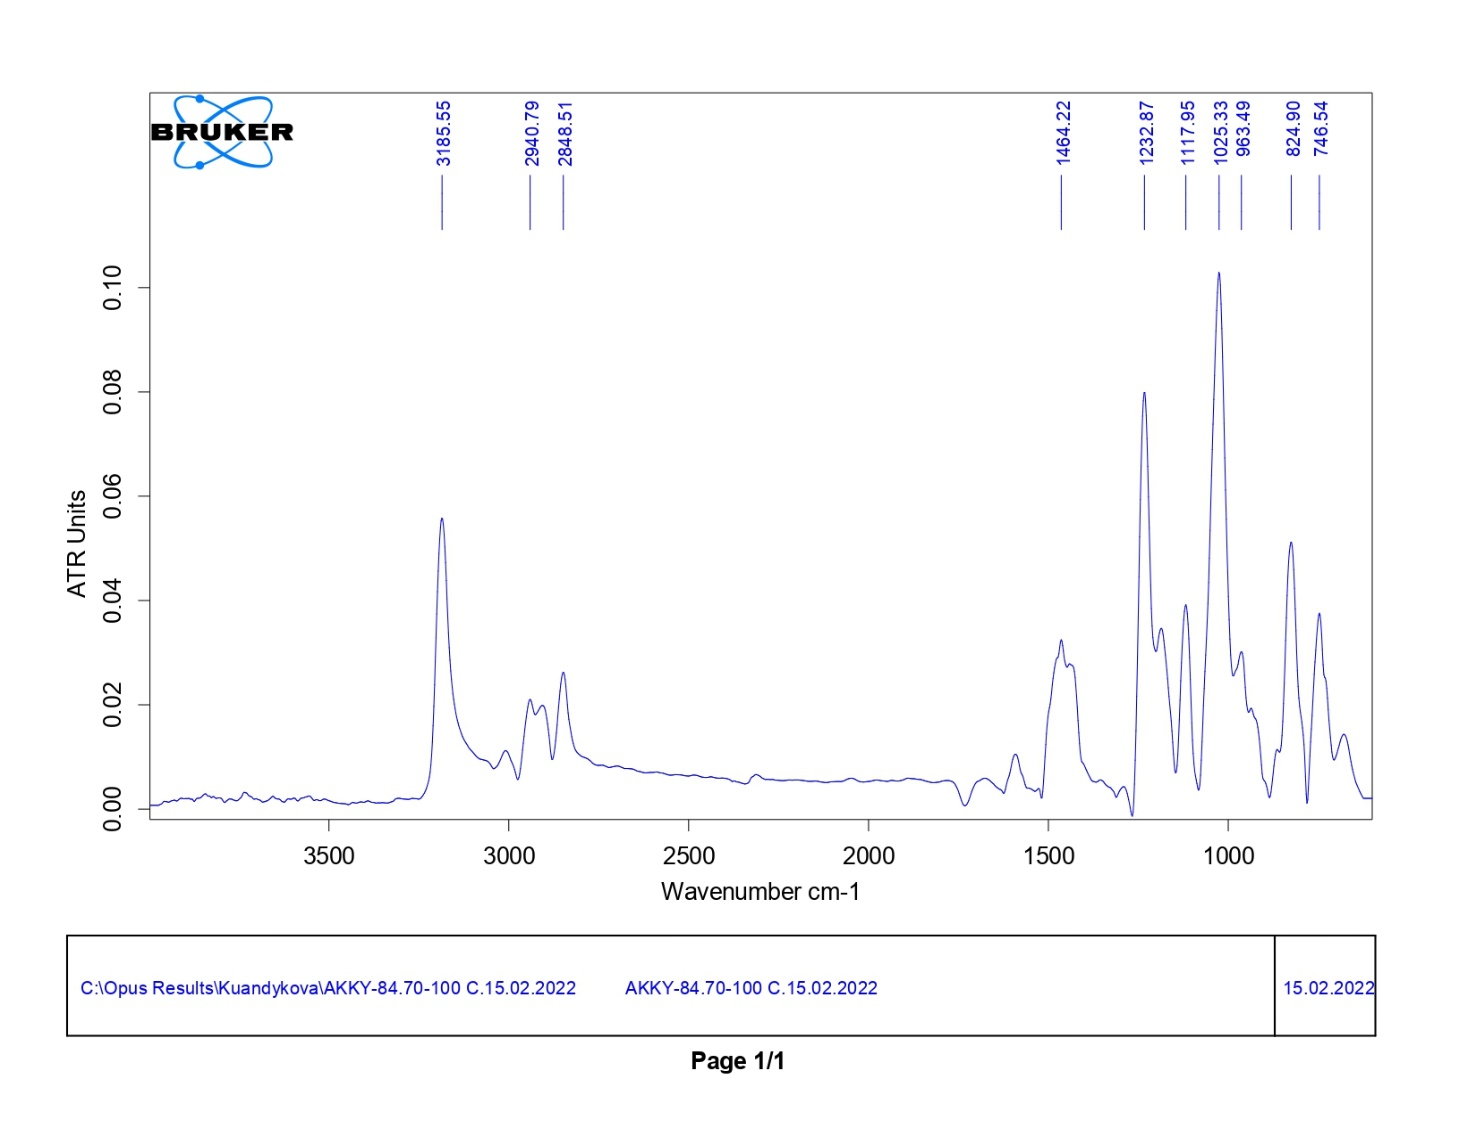 BRUKER
3185.55
2940.79
2848.51
1464.22
1232.87
1117.95
1025.33
963.49
824.90
746.54
ATR Units
0.10
0.08
0.06
0.04
0.02
0.00
3500 3000 2500 2000 1500 1000
Wavenumber cm-1
C:\Opus Results\Kuandykova\AKKY-84.70-100 C.15.02.2022 AKKY-84.70-100 C.15.02.2022 15.02.2022
Page 1/1